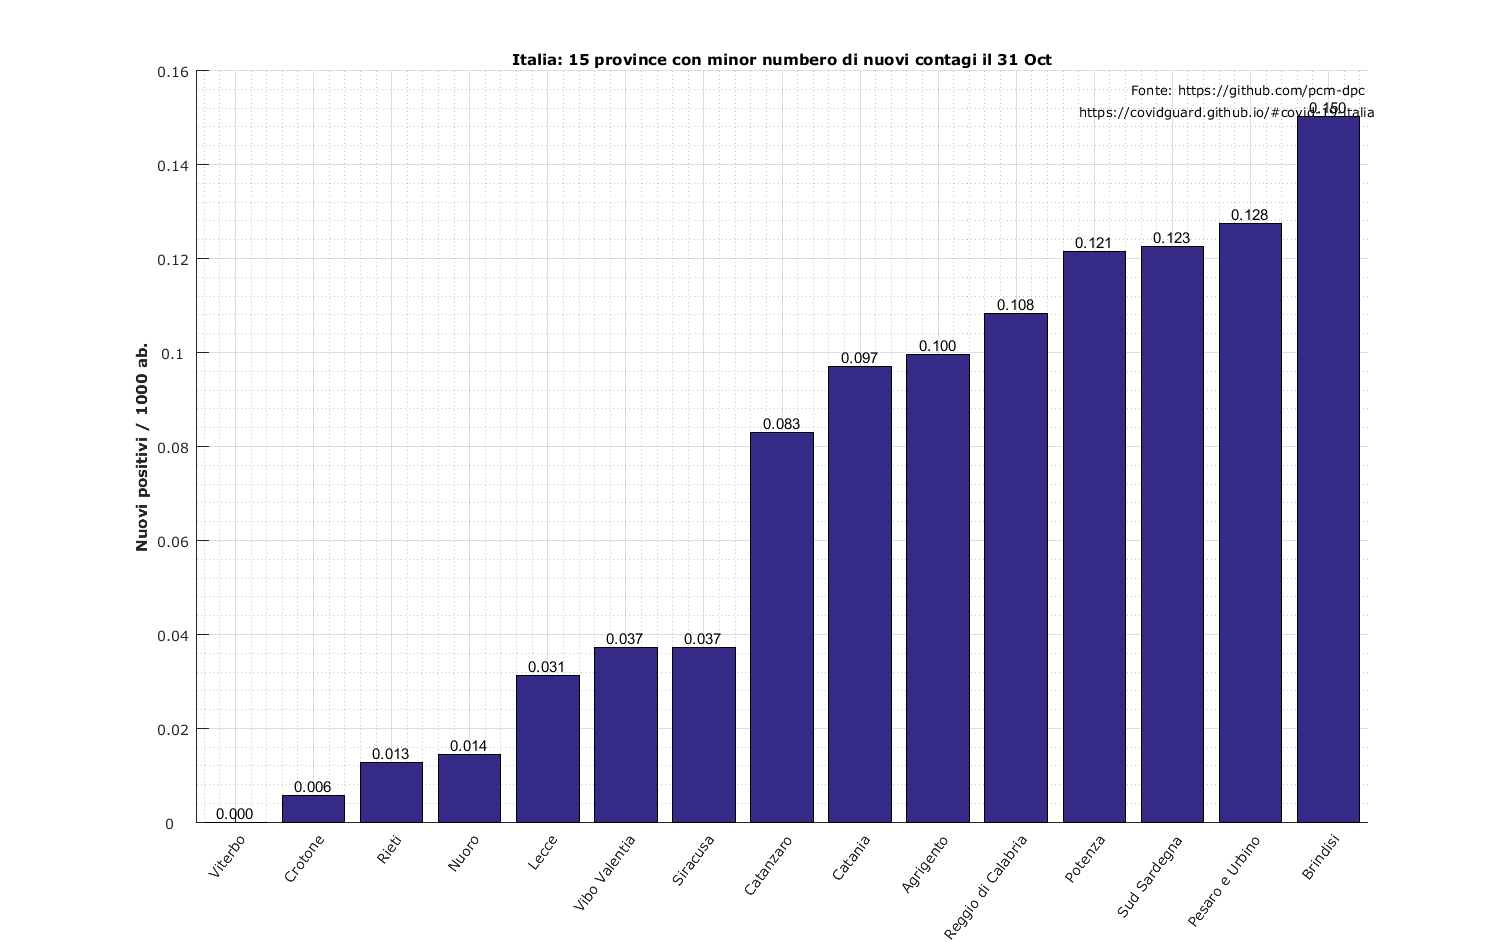 Italia: 15 province con minor numbero di nuovi contagi il 31 Oct
Fonte: https://github.com/pcm-dpc
https://covidguard.github.io/#covid-19-italia
Nuovi positivi / 1000 ab.
0.16
0.14
0.12
0.1
0.08
0.06
0.04
0.02
0
0.000
0.006
0.013
0.014
0.031
0.037
0.037
0.083
0.097
0.100
0.108
0.121
0.123
0.128
0.150
Viterbo
Crotone
Rieti
Nuoro
Lecce
Vibo Valentia
Siracusa
Catanzaro
Catania
Agrigento
Reggio di Calabria
Potenza
Sud Sardegna
Pesaro e Urbino
Brindisi